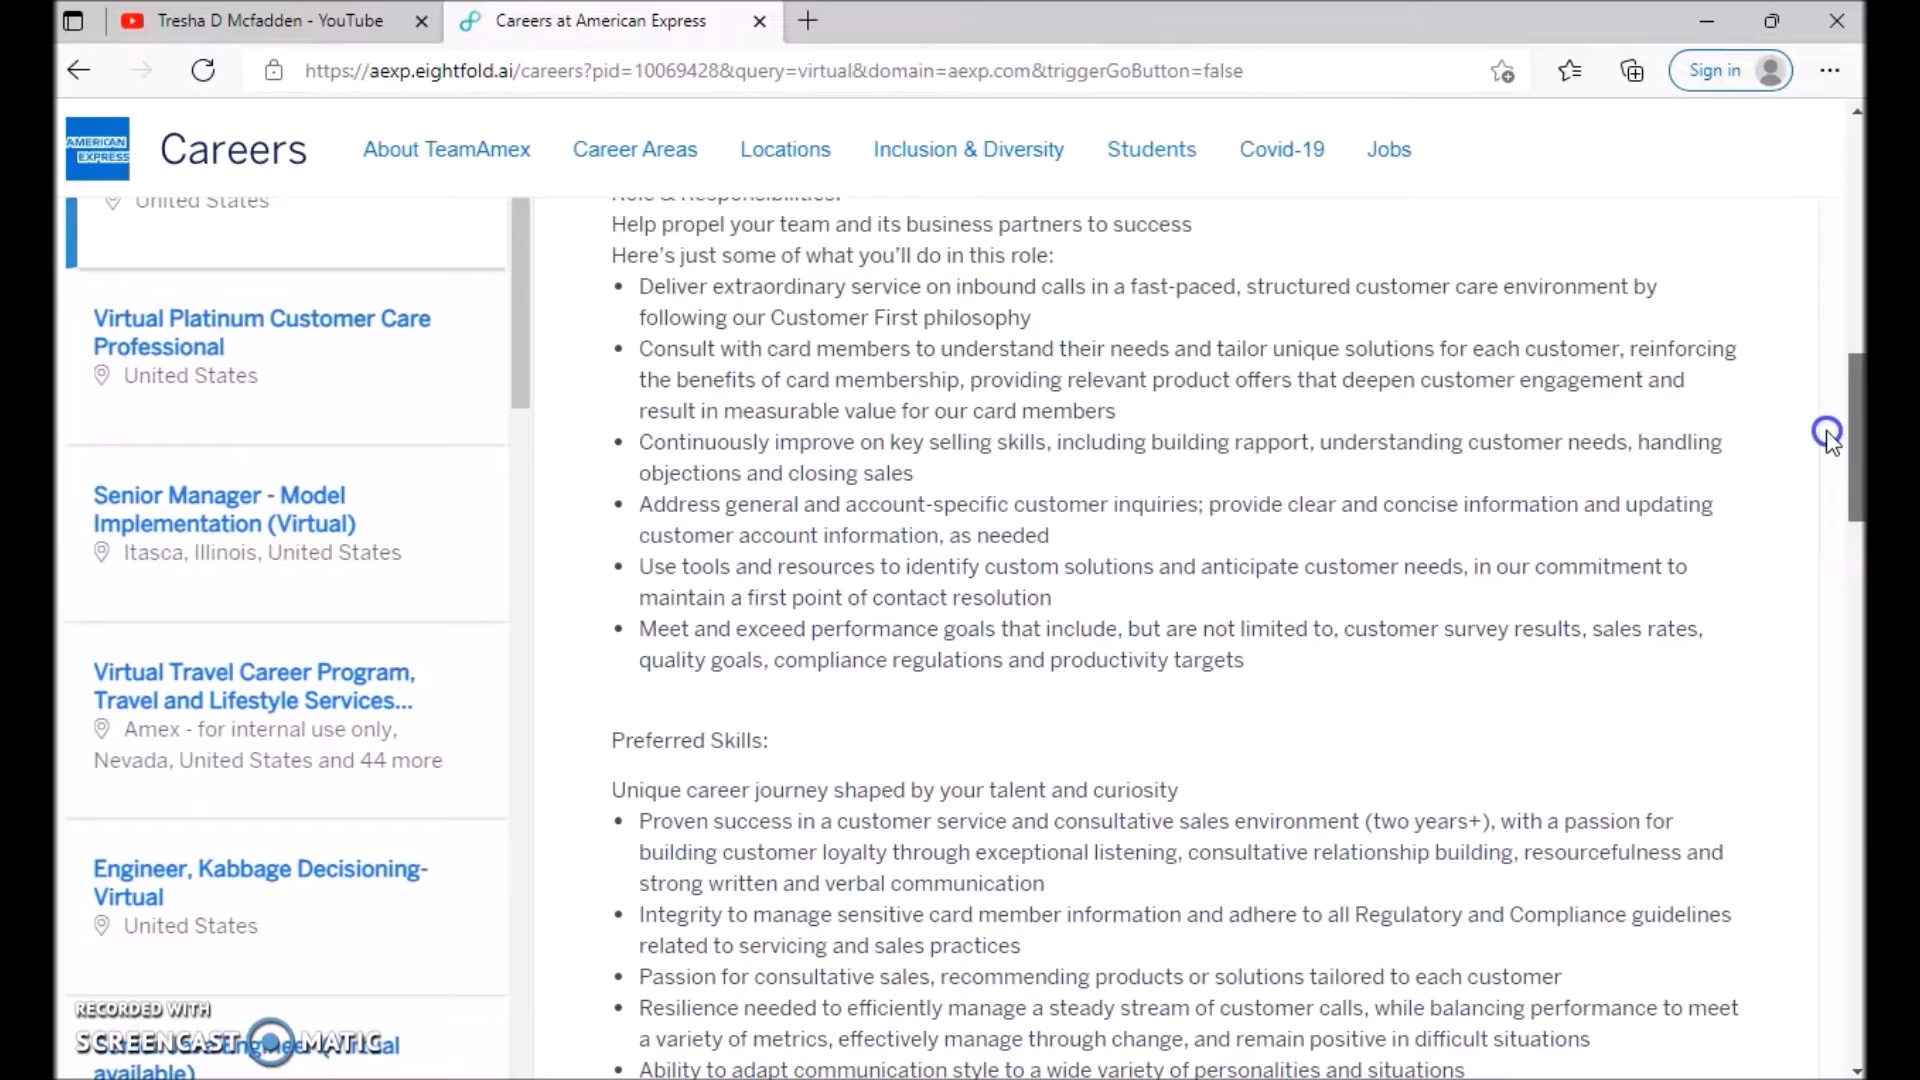 Tresha D Mcfadden - YouTube
Careers at American Express
https://aexp.eightfold.ai/careers?pid=10069428&query=virtual&domain=aexp.com&triggerGoButton=false
Sign in
AMERICAN
EXPRESS
Careers
About TeamAmex
Career Areas
Locations
Inclusion & Diversity
Students
Covid-19
Jobs
United States
Virtual Platinum Customer Care
Professional
United States
Senior Manager - Model
Implementation (Virtual)
Itasca, Illinois, United States
Virtual Travel Career Program,
Travel and Lifestyle Services...
Amex - for internal use only,
Nevada, United States and 44 more
Engineer, Kabbage Decisioning-
Virtual
United States
available)
RECORDED WITH
SCREENCAST MATIC
Role & Responsibilities:
Help propel your team and its business partners to success
Here's just some of what you'll do in this role:
• Deliver extraordinary service on inbound calls in a fast-paced, structured customer care environment by
following our Customer First philosophy
• Consult with card members to understand their needs and tailor unique solutions for each customer, reinforcing
the benefits of card membership, providing relevant product offers that deepen customer engagement and
result in measurable value for our card members
• Continuously improve on key selling skills, including building rapport, understanding customer needs, handling
objections and closing sales
• Address general and account-specific customer inquiries; provide clear and concise information and updating
customer account information, as needed
• Use tools and resources to identify custom solutions and anticipate customer needs, in our commitment to
maintain a first point of contact resolution
• Meet and exceed performance goals that include, but are not limited to, customer survey results, sales rates,
quality goals, compliance regulations and productivity targets
Preferred Skills:
Unique career journey shaped by your talent and curiosity
• Proven success in a customer service and consultative sales environment (two years+), with a passion for
building customer loyalty through exceptional listening, consultative relationship building, resourcefulness and
strong written and verbal communication
• Integrity to manage sensitive card member information and adhere to all Regulatory and Compliance guidelines
related to servicing and sales practices
• Passion for consultative sales, recommending products or solutions tailored to each customer
• Resilience needed to efficiently manage a steady stream of customer calls, while balancing performance to meet
a variety of metrics, effectively manage through change, and remain positive in difficult situations
• Ability to adapt communication style to a wide variety of personalities and situations